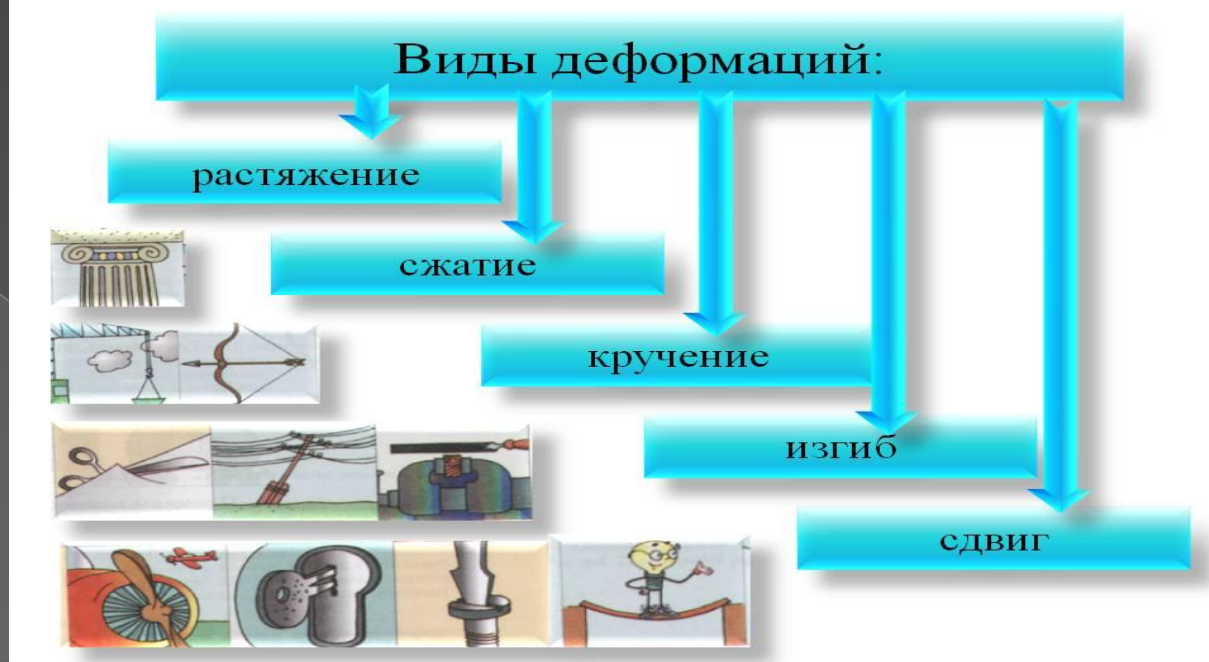 Виды деформаций:
растяжение
сжатие
кручение
изгиб
сдвиг